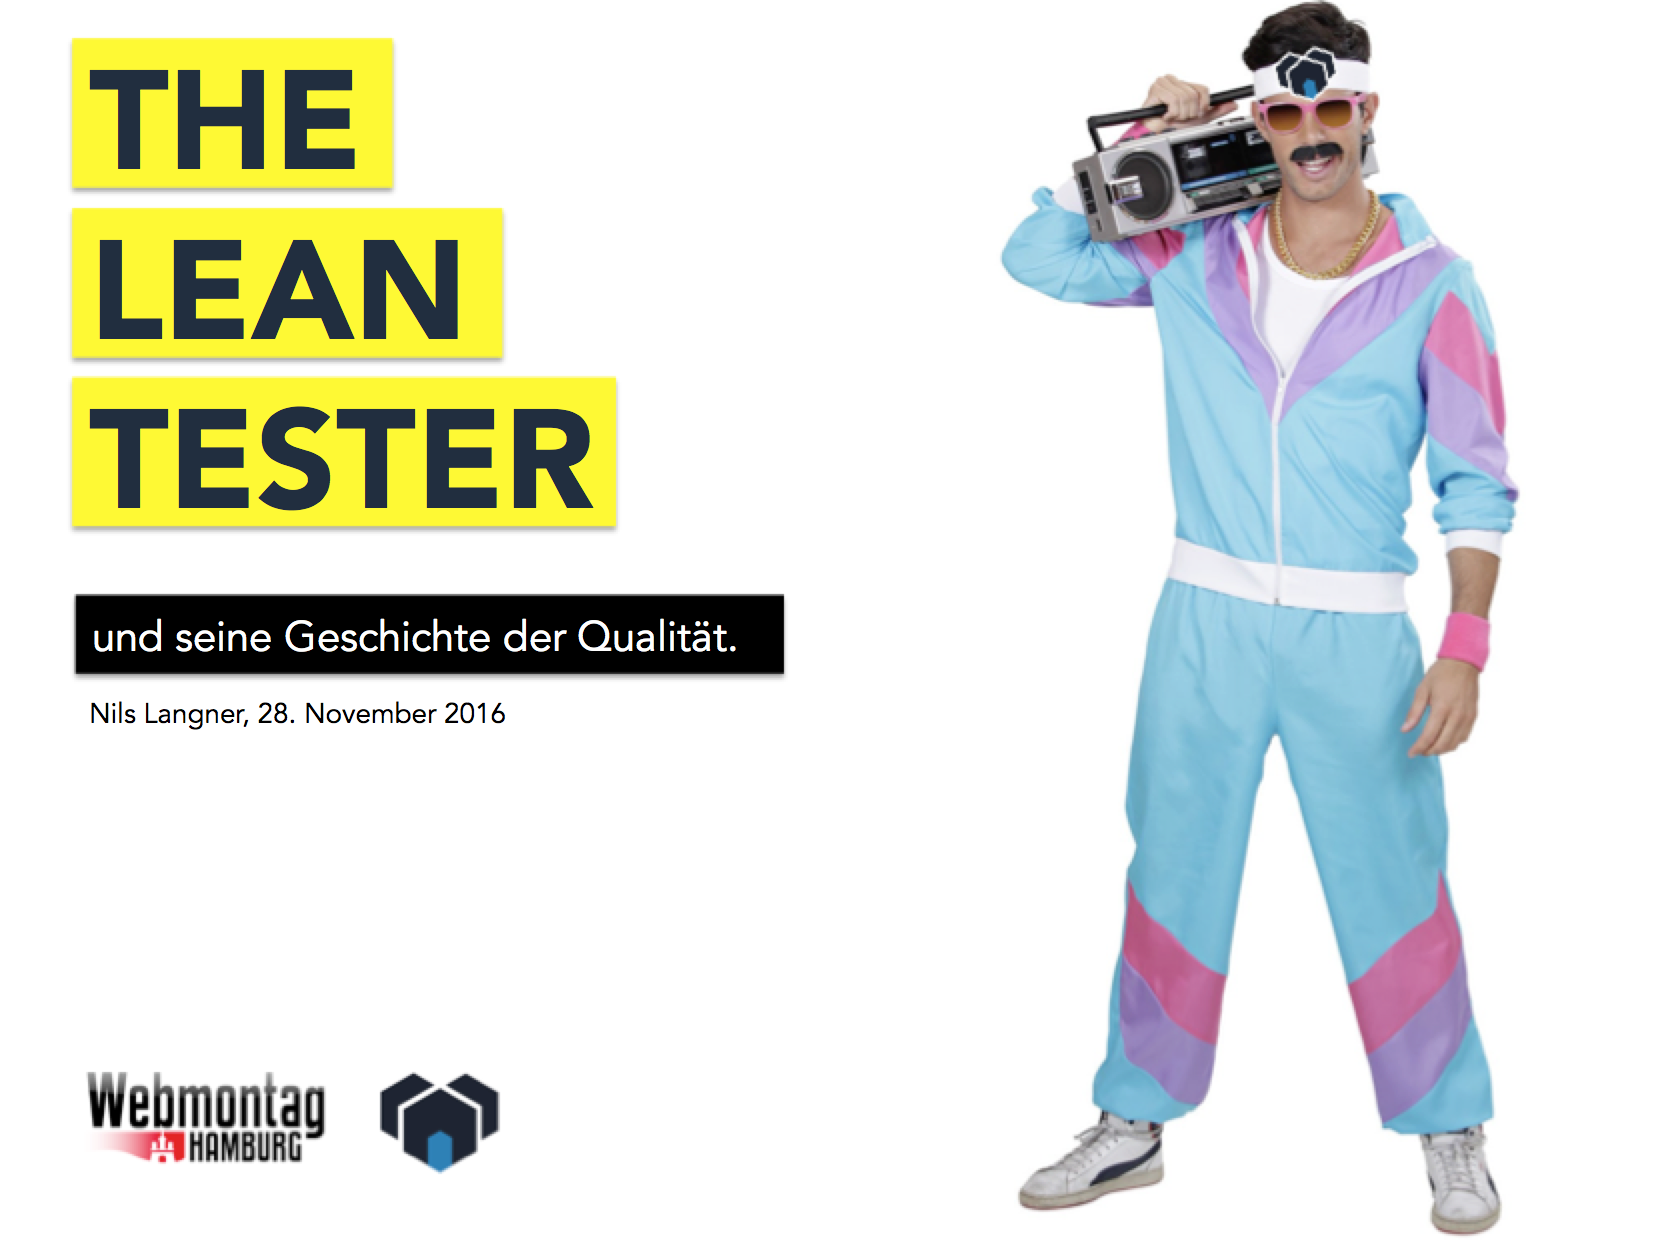 THE
LEAN
TESTER
und seine Geschichte der Qualität.
Nils Langner, 28. November 2016
Webmontag
HAMBURG